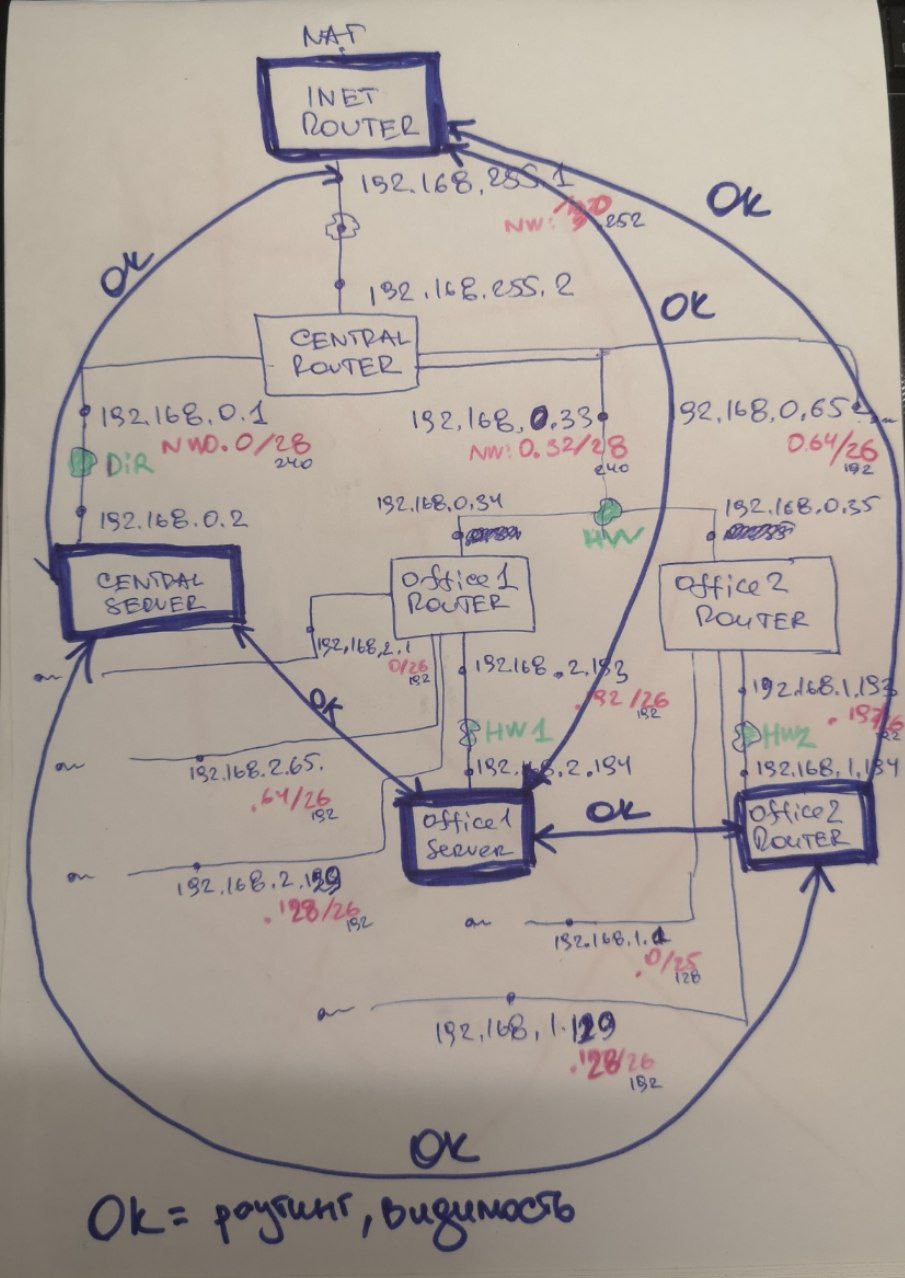 NAT
INET
ROUTER
192.168.255.1
NW:
.252
OK
OK
192.168.255.2
OK
CENTRAL
ROUTER
192.168.0.1
NW0.0/28
240
DiR
192.168.0.2
192.168,0.33
NW: 0.32/28
240
192.168,0,65
0.64/26
192
192.168.0.34
192.168.0.35
HW
CENTRAL
SERVER
Office1
ROUTER
Office2
ROUTER
192,168,2.1
0/26
192
192.168.2.193
.192/26
192
192.168.1.193
HW1
HW2
OK
192.168.2.65.
.64/26
192
192.168.2.194
192.168.1.194
Office1
Server
OK
Office2
ROUTER
192.168.2.129
.128/26
192
192.168.1.1
.0/25
128
192,168,1.129
.128/26
192
OK
OK = роутинг, видимость